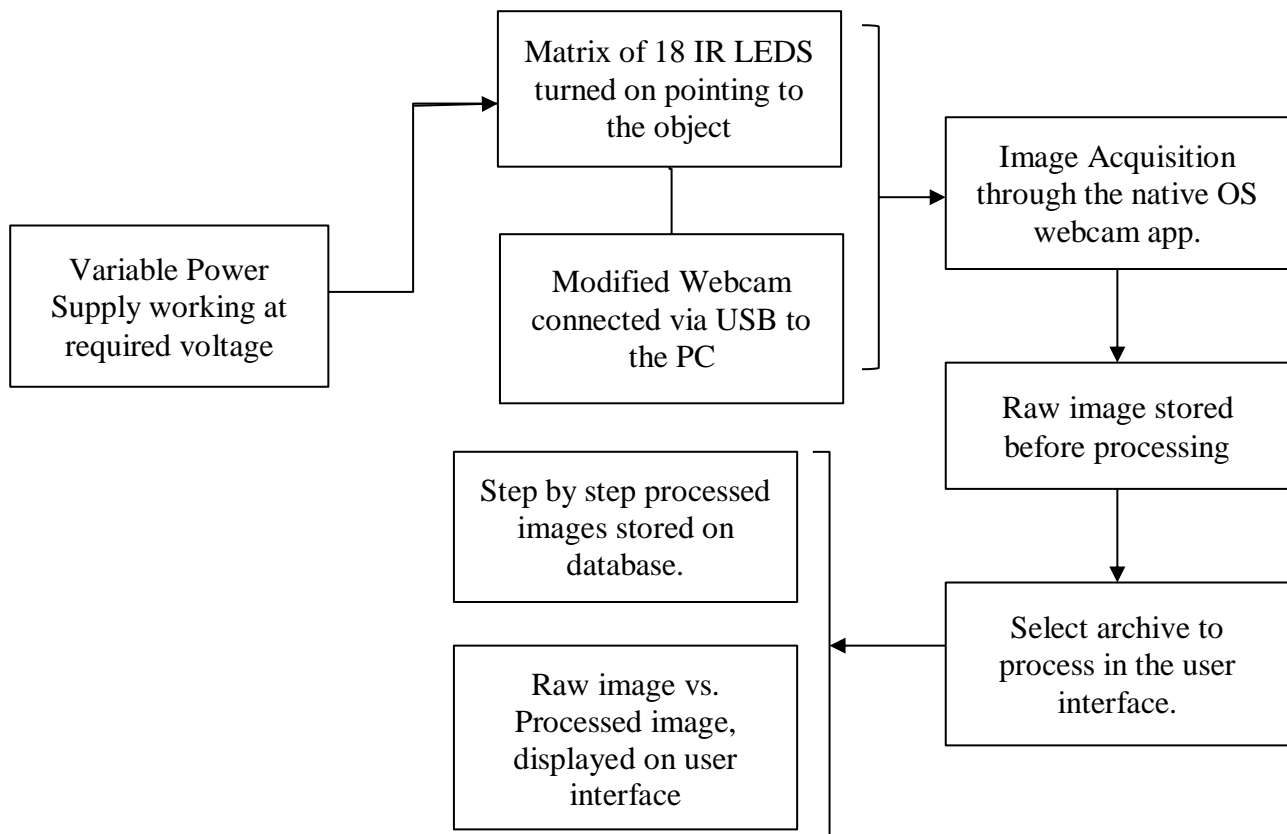 Variable Power
Supply working at
required voltage
Matrix of 18 IR LEDS
turned on pointing to
the object
Modified Webcam
connected via USB to
the PC
Image Acquisition
through the native OS
webcam app.
Raw image stored
before processing
Select archive to
process in the user
interface.
Step by step processed
images stored on
database.
Raw image vs.
Processed image,
displayed on user
interface